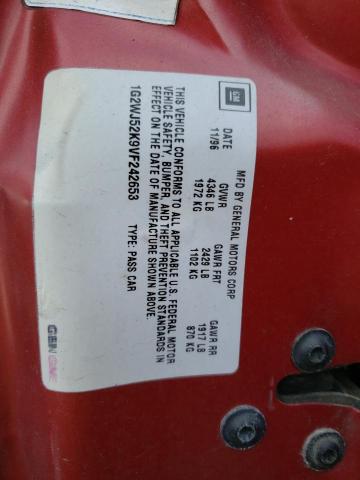 GM
MFD BY GENERAL MOTORS CORP
DATE GVWR GAWR FRT GAWR RR
11/96 4346 LB 2429 LB 1917 LB
1972 KG 1102 KG 870 KG
THIS VEHICLE CONFORMS TO ALL APPLICABLE U.S. FEDERAL MOTOR
VEHICLE SAFETY, BUMPER, AND THEFT PREVENTION STANDARDS IN
EFFECT ON THE DATE OF MANUFACTURE SHOWN ABOVE.
1G2WJ52K9VF242653 TYPE: PASS CAR